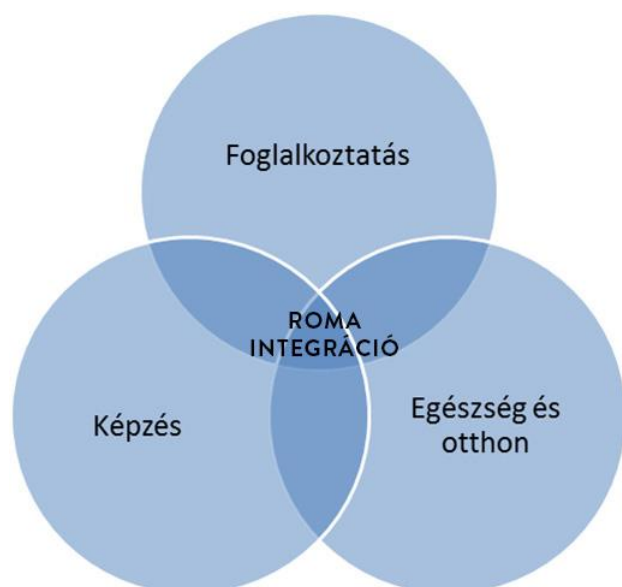 Foglalkoztatás
ROMA
INTEGRÁCIÓ
Képzés
Egészség és
otthon